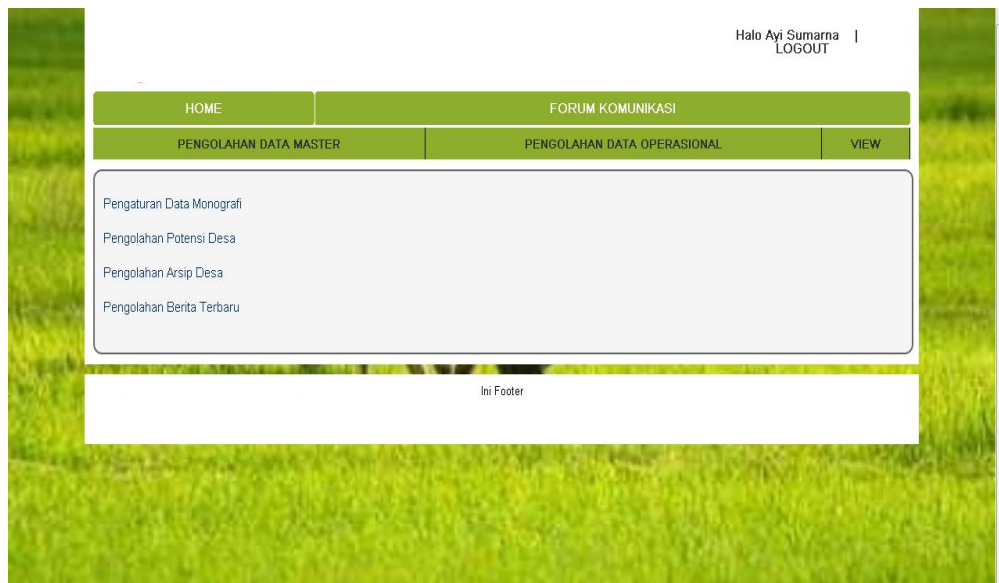 Halo Ayi Sumarna |
LOGOUT
HOME FORUM KOMUNIKASI
PENGOLAHAN DATA MASTER PENGOLAHAN DATA OPERASIONAL VIEW
Pengaturan Data Monografi
Pengolahan Potensi Desa
Pengolahan Arsip Desa
Pengolahan Berita Terbaru
Ini Footer